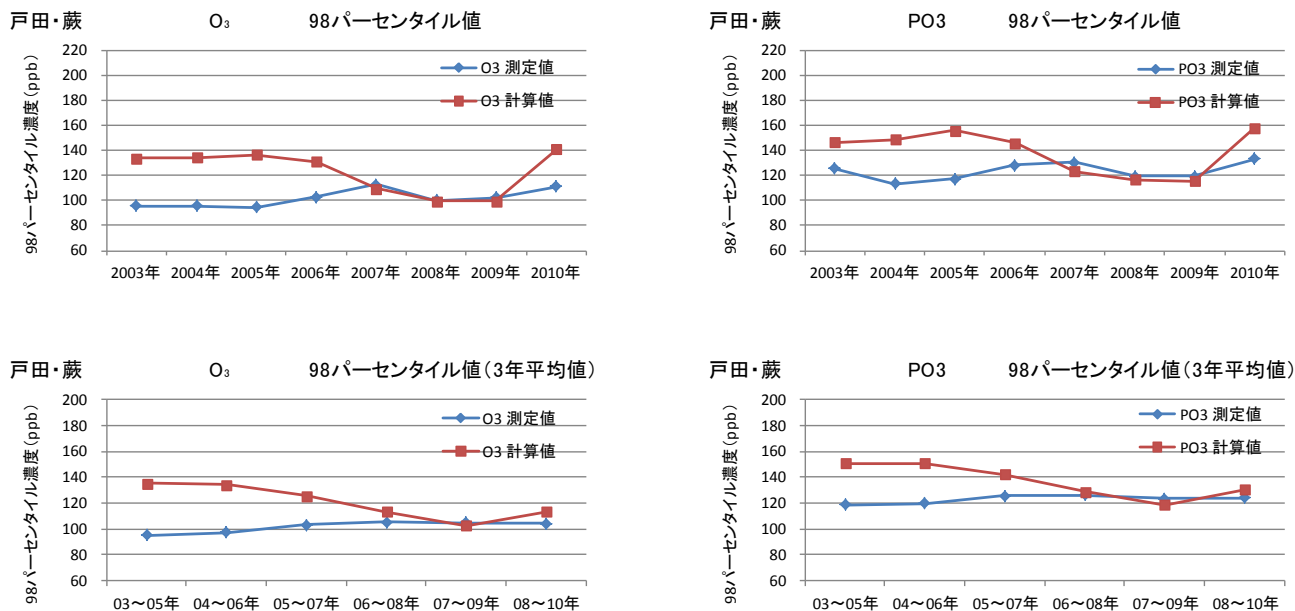 戸田・蕨 O₃ 98パーセンタイル値
98パーセンタイル濃度(ppb)
220
200
180
160
140
120
100
80
60
O3 測定値
O3 計算値
2003年 2004年 2005年 2006年 2007年 2008年 2009年 2010年
戸田・蕨 PO3 98パーセンタイル値
98パーセンタイル濃度(ppb)
220
200
180
160
140
120
100
80
60
PO3 測定値
PO3 計算値
2003年 2004年 2005年 2006年 2007年 2008年 2009年 2010年
戸田・蕨 O₃ 98パーセンタイル値(3年平均値)
98パーセンタイル濃度(ppb)
200
180
160
140
120
100
80
60
O3 測定値
O3 計算値
03~05年 04~06年 05~07年 06~08年 07~09年 08~10年
戸田・蕨 PO3 98パーセンタイル値(3年平均値)
98パーセンタイル濃度(ppb)
200
180
160
140
120
100
80
60
PO3 測定値
PO3 計算値
03~05年 04~06年 05~07年 06~08年 07~09年 08~10年